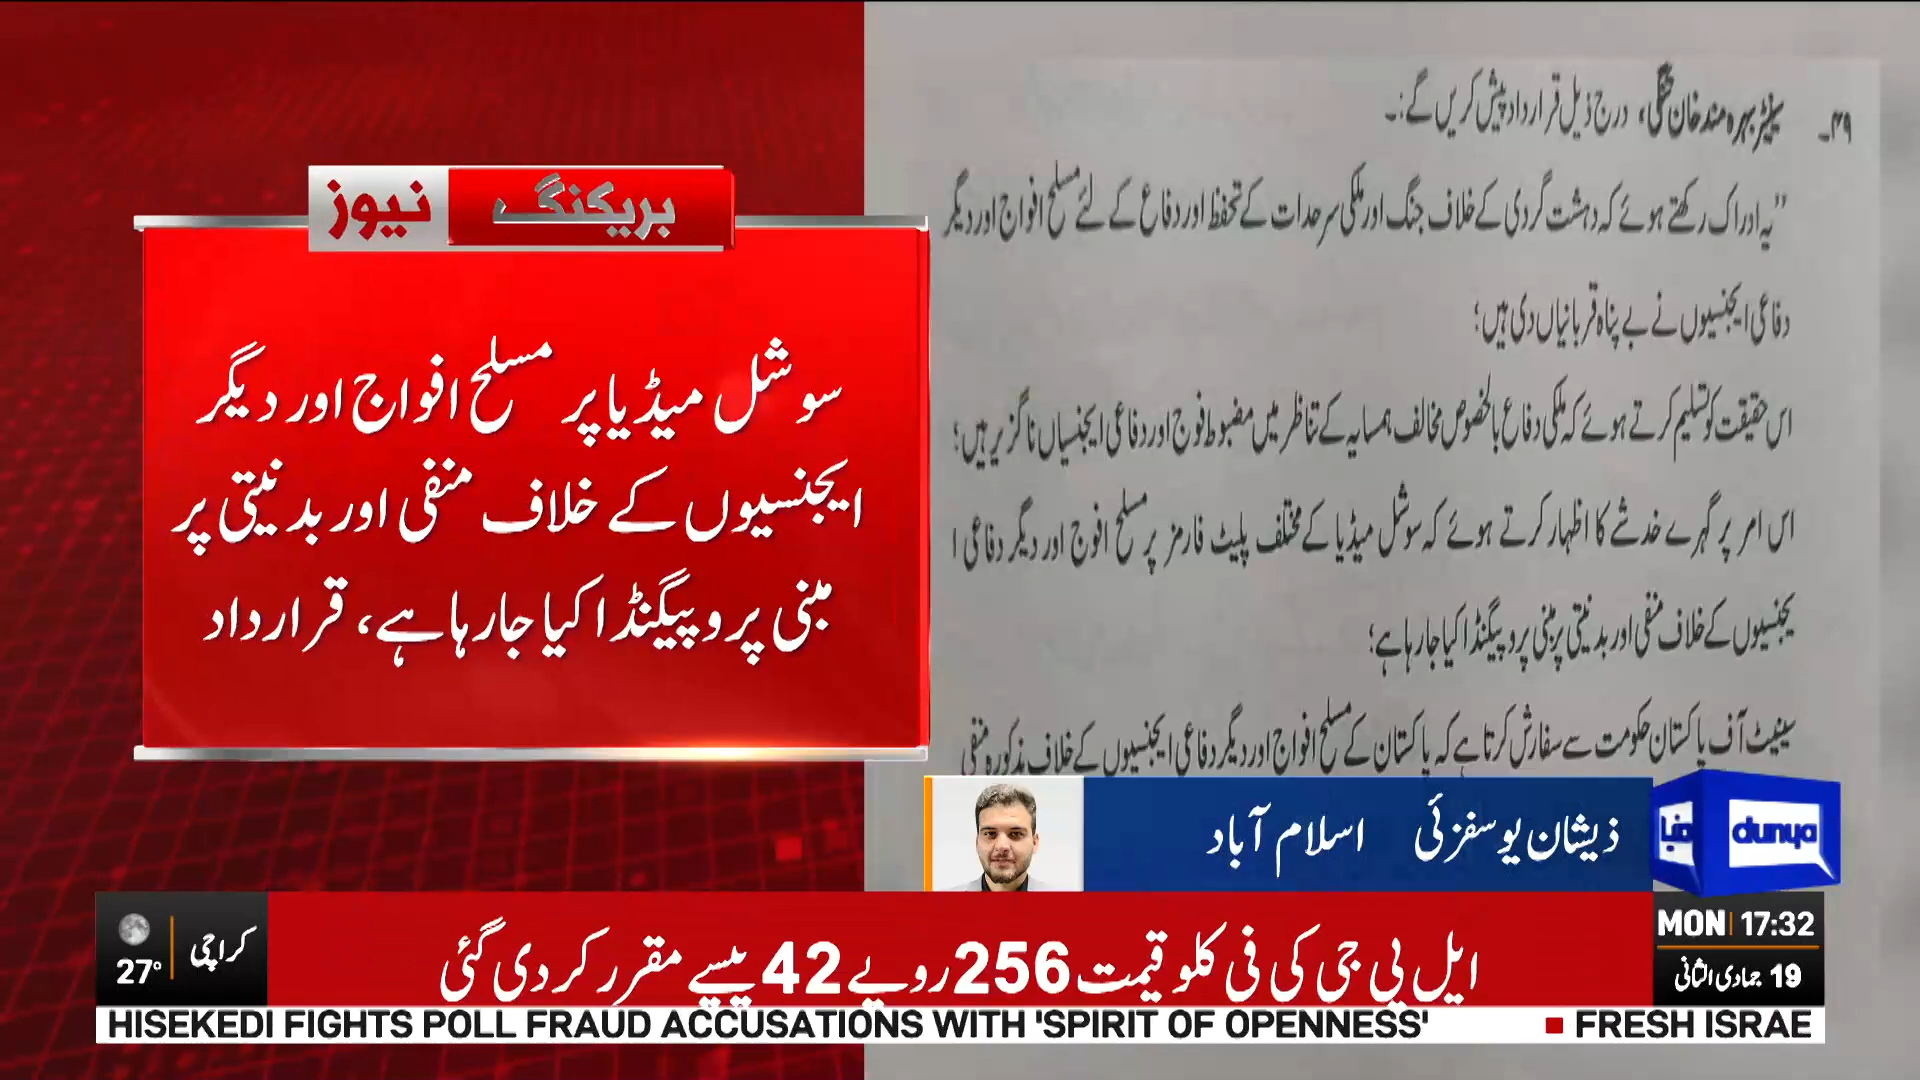 بریکنگ نیوز
سوشل میڈیا پر مسلح افواج اور دیگر
ایجنسیوں کے خلاف منفی اور بدنیتی پر
مبنی پروپیگنڈا کیا جا رہا ہے، قرارداد
۴۹۔ سینیٹر بہرہ مند خان تنگی، درج ذیل قرارداد پیش کریں گے:۔
"یہ ادراک رکھتے ہوئے کہ دہشت گردی کے خلاف جنگ اور ملکی سرحدات کے تحفظ اور دفاع کے لئے مسلح افواج اور دیگر
دفاعی ایجنسیوں نے بے پناہ قربانیاں دی ہیں؛
اس حقیقت کو تسلیم کرتے ہوئے کہ ملکی دفاع بالخصوص مخالف ہمسایہ کے تناظر میں مضبوط فوج اور دفاعی ایجنسیاں ناگزیر ہیں؛
اس امر پر گہرے خدشے کا اظہار کرتے ہوئے کہ سوشل میڈیا کے مختلف پلیٹ فارمز پر مسلح افوج اور دیگر دفاعی ا
یجنسیوں کے خلاف منفی اور بدنیتی پر مبنی پروپیگنڈا کیا جا رہا ہے؛
سینیٹ آف پاکستان حکومت سے سفارش کرتا ہے کہ پاکستان کے مسلح افواج اور دیگر دفاعی ایجنسیوں کے خلاف مذکورہ منفی
ذیشان یوسفزئی اسلام آباد
دنیا dunya
کراچی 27°
ایل پی جی کی فی کلو قیمت 256 روپے 42 پیسے مقرر کر دی گئی
MON 17:32
19 جمادی الثانی
HISEKEDI FIGHTS POLL FRAUD ACCUSATIONS WITH 'SPIRIT OF OPENNESS' FRESH ISRAE